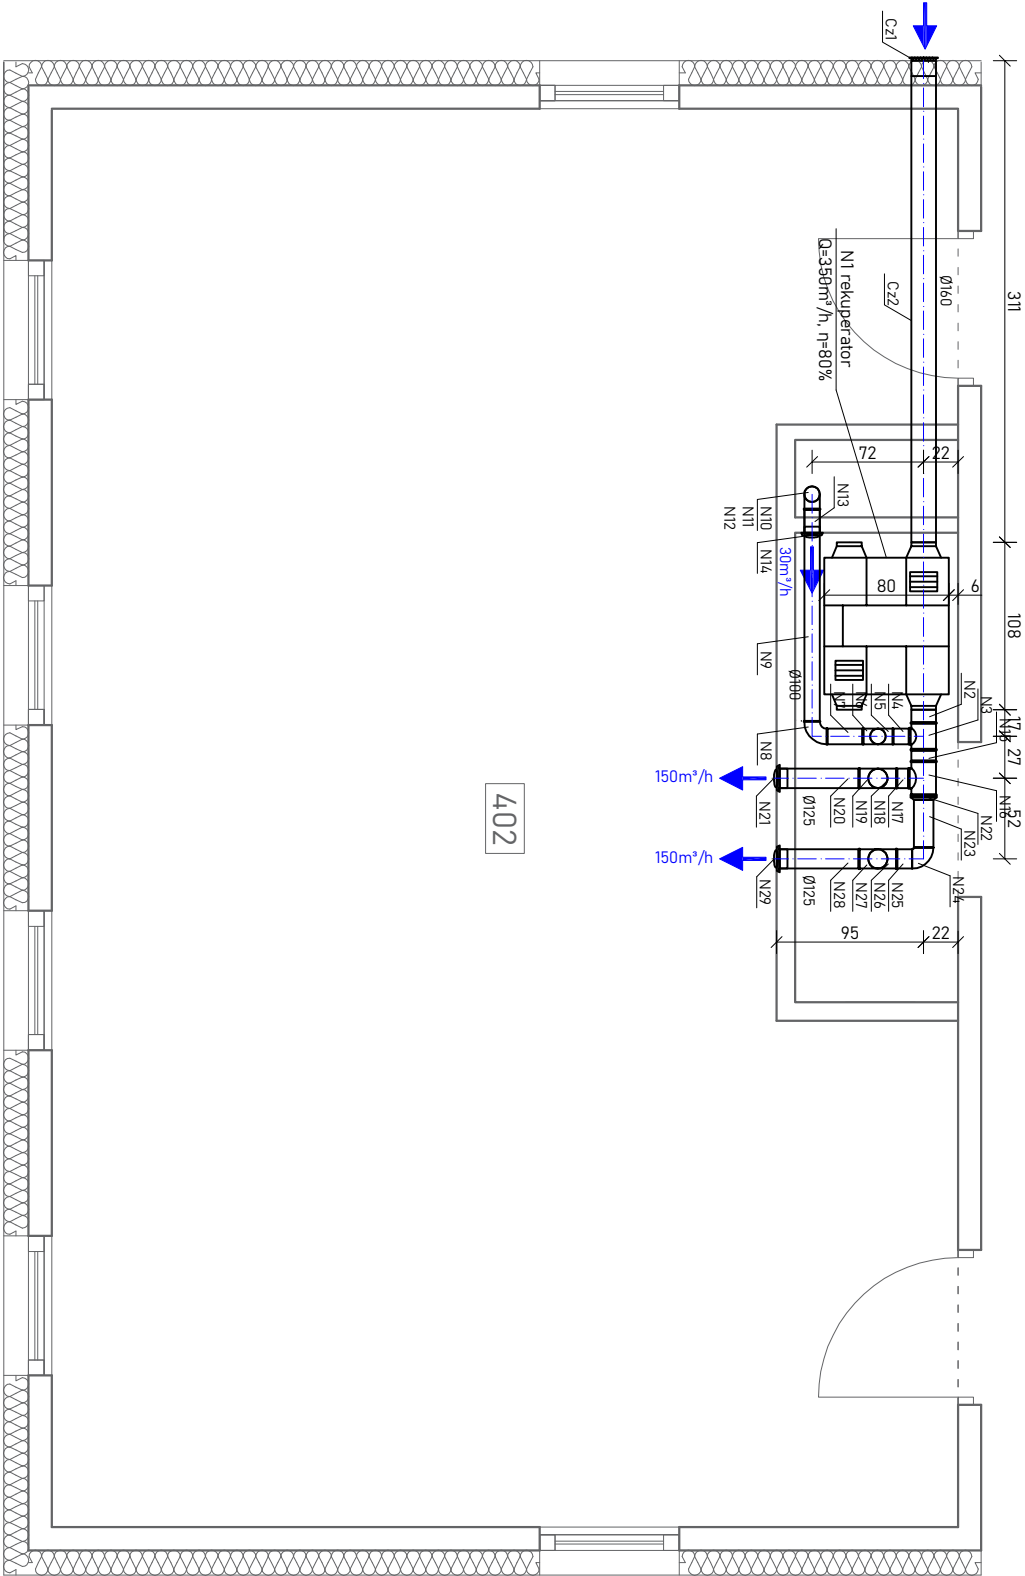 Cz1
311
Ø160
Cz2
N1 rekuperator
Q=350m³/h, η=80%
72
22
N13
N10
N11
N12
N14
30m³/h
80
6
108
N9
Ø100
N2
N3
N4
N5
N6
N7
N8
17
N15
27
150m³/h
N21
Ø125
N20
N19
N18
N17
N16
52
N22
N23
402
150m³/h
N29
Ø125
N28
N27
N26
N25
N24
95
22